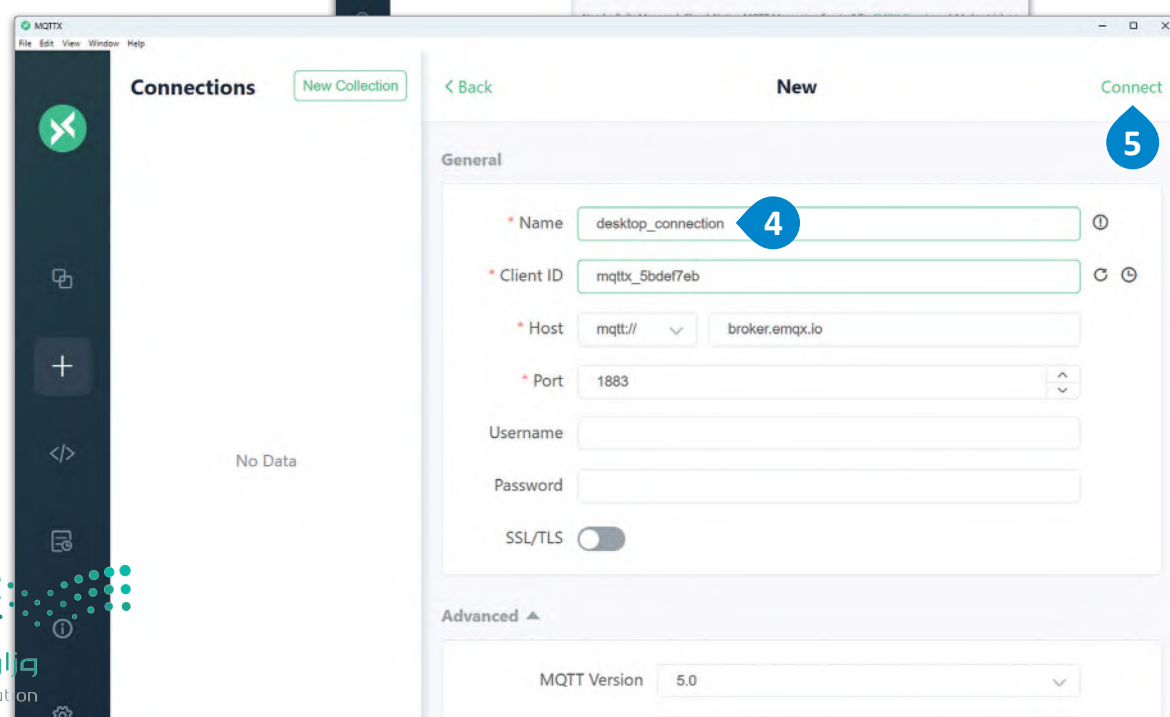 MQTTX
File Edit View Window Help
Connections
New Collection
< Back
New
Connect
5
General
* Name
desktop_connection
4
* Client ID
mqttx_5bdef7eb
* Host
mqtt://
broker.emqx.io
* Port
1883
Username
Password
SSL/TLS
No Data
Advanced
MQTT Version
5.0